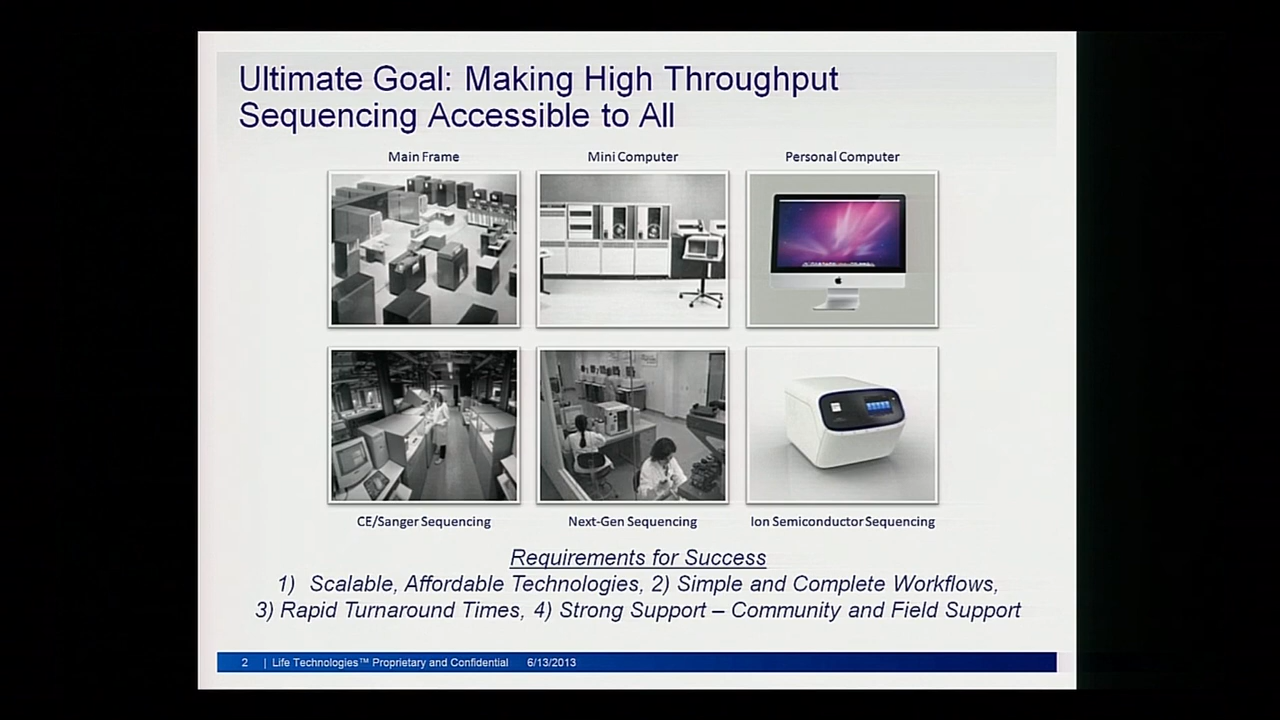 Ultimate Goal: Making High Throughput
Sequencing Accessible to All
Main Frame
Mini Computer
Personal Computer
CE/Sanger Sequencing
Next-Gen Sequencing
Ion Semiconductor Sequencing
Requirements for Success
1) Scalable, Affordable Technologies, 2) Simple and Complete Workflows,
3) Rapid Turnaround Times, 4) Strong Support – Community and Field Support
2 | Life Technologies™ Proprietary and Confidential 6/13/2013